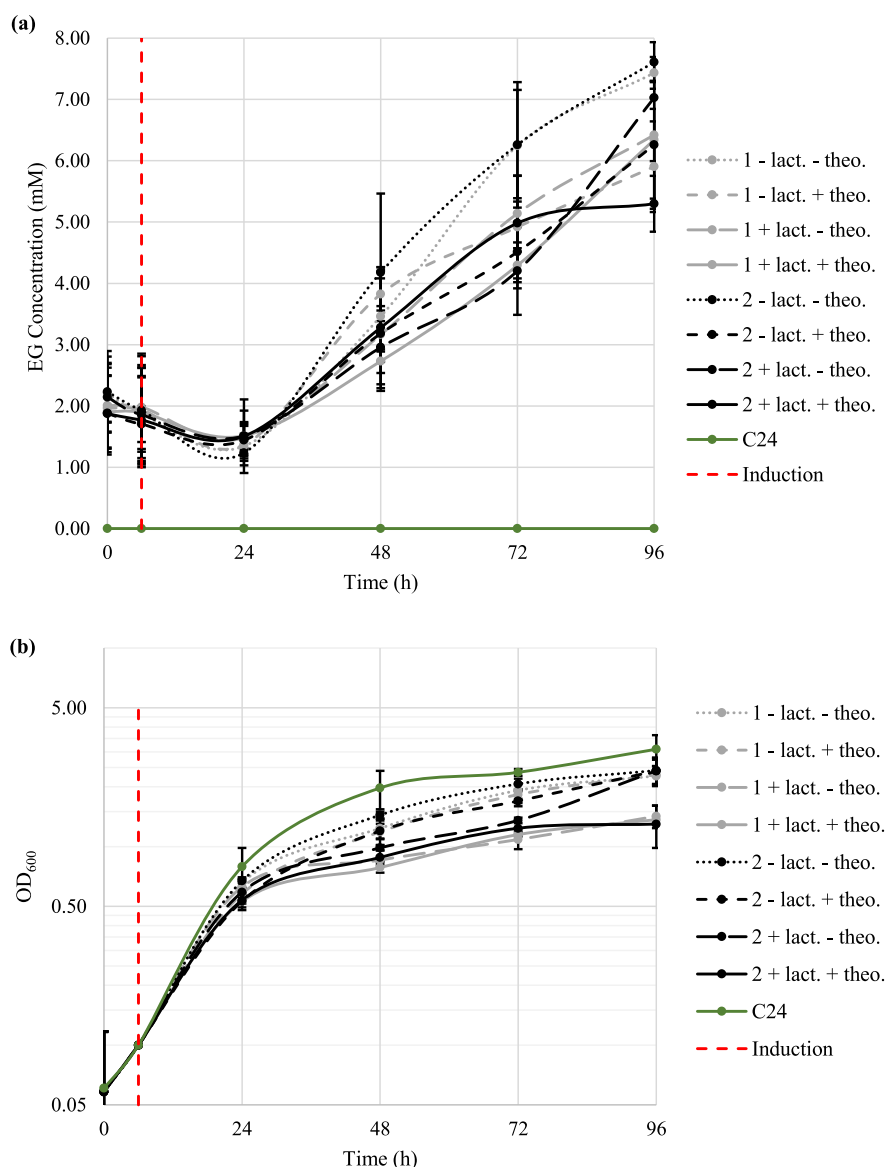 (a)
8.00
7.00
6.00
5.00
4.00
3.00
2.00
1.00
0.00
EG Concentration (mM)
0 24 48 72 96
Time (h)
1 - lact. - theo.
1 - lact. + theo.
1 + lact. - theo.
1 + lact. + theo.
2 - lact. - theo.
2 - lact. + theo.
2 + lact. - theo.
2 + lact. + theo.
C24
Induction
(b)
5.00
0.50
0.05
OD600
0 24 48 72 96
Time (h)
1 - lact. - theo.
1 - lact. + theo.
1 + lact. - theo.
1 + lact. + theo.
2 - lact. - theo.
2 - lact. + theo.
2 + lact. - theo.
2 + lact. + theo.
C24
Induction